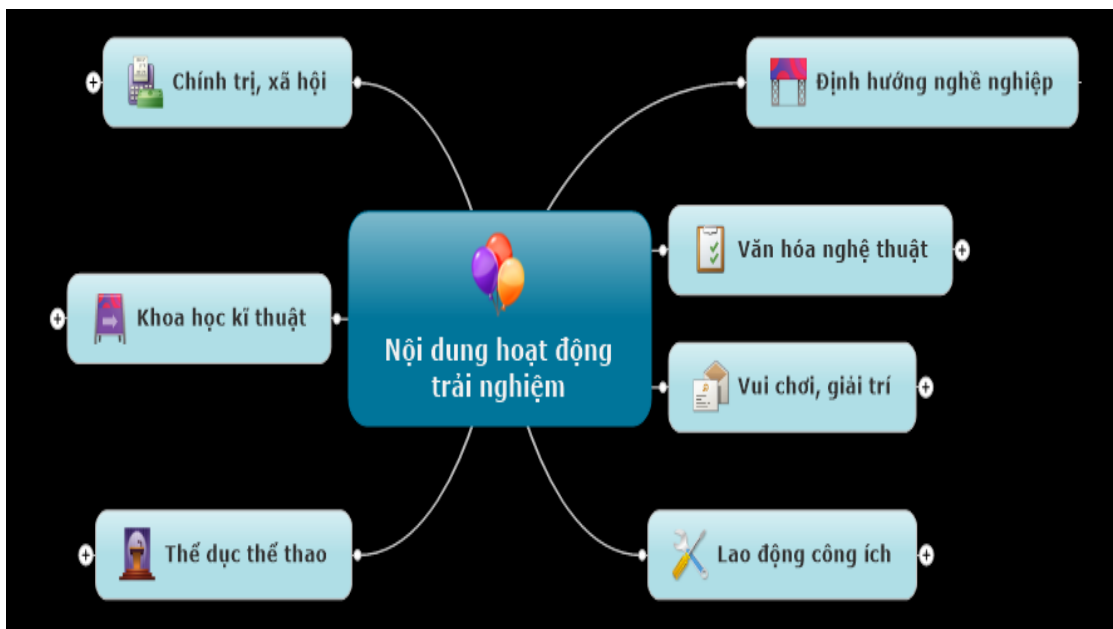 Chính trị, xã hội
Định hướng nghề nghiệp
Văn hóa nghệ thuật
Khoa học kĩ thuật
Nội dung hoạt động
trải nghiệm
Vui chơi, giải trí
Thể dục thể thao
Lao động công ích